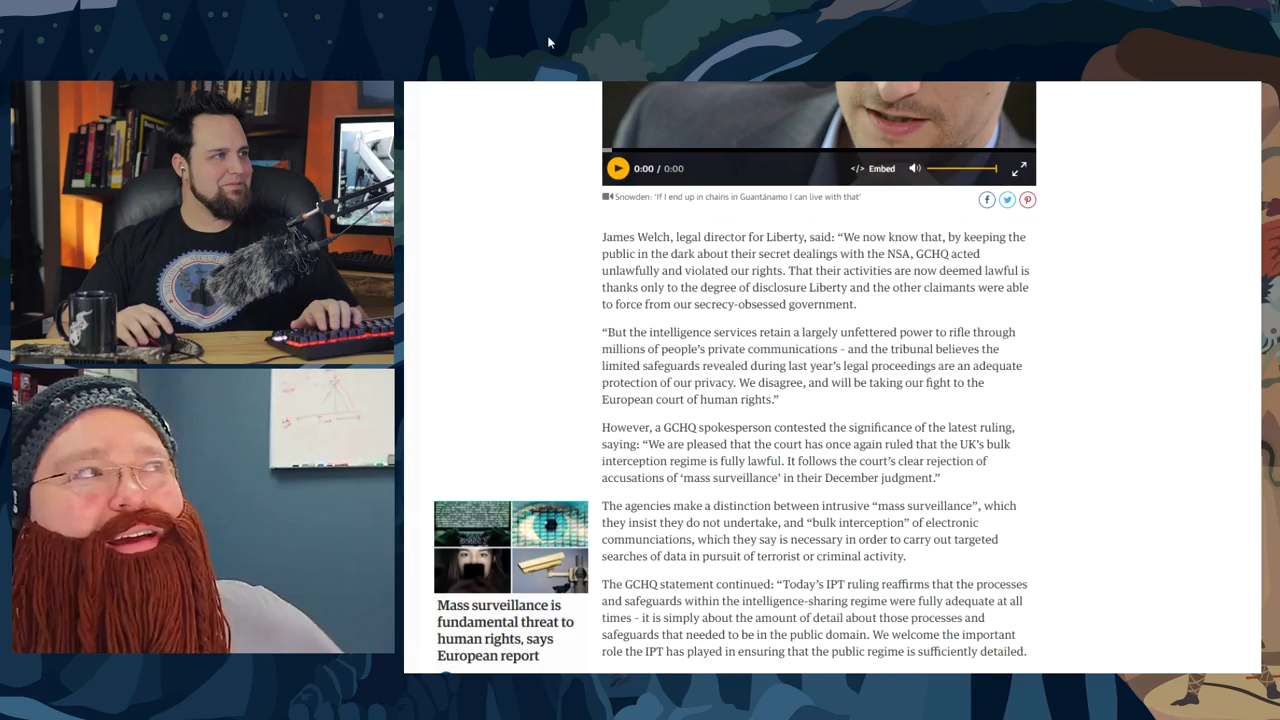 0:00 / 0:00
</> Embed
Snowden: ‘If I end up in chains in Guantánamo I can live with that’
James Welch, legal director for Liberty, said: “We now know that, by keeping the
public in the dark about their secret dealings with the NSA, GCHQ acted
unlawfully and violated our rights. That their activities are now deemed lawful is
thanks only to the degree of disclosure Liberty and the other claimants were able
to force from our secrecy-obsessed government.
“But the intelligence services retain a largely unfettered power to rifle through
millions of people’s private communications – and the tribunal believes the
limited safeguards revealed during last year’s legal proceedings are an adequate
protection of our privacy. We disagree, and will be taking our fight to the
European court of human rights.”
However, a GCHQ spokesperson contested the significance of the latest ruling,
saying: “We are pleased that the court has once again ruled that the UK’s bulk
interception regime is fully lawful. It follows the court’s clear rejection of
accusations of ‘mass surveillance’ in their December judgment.”
The agencies make a distinction between intrusive “mass surveillance”, which
they insist they do not undertake, and “bulk interception” of electronic
communciations, which they say is necessary in order to carry out targeted
searches of data in pursuit of terrorist or criminal activity.
The GCHQ statement continued: “Today’s IPT ruling reaffirms that the processes
and safeguards within the intelligence-sharing regime were fully adequate at all
times – it is simply about the amount of detail about those processes and
safeguards that needed to be in the public domain. We welcome the important
role the IPT has played in ensuring that the public regime is sufficiently detailed.
Mass surveillance is
fundamental threat to
human rights, says
European report